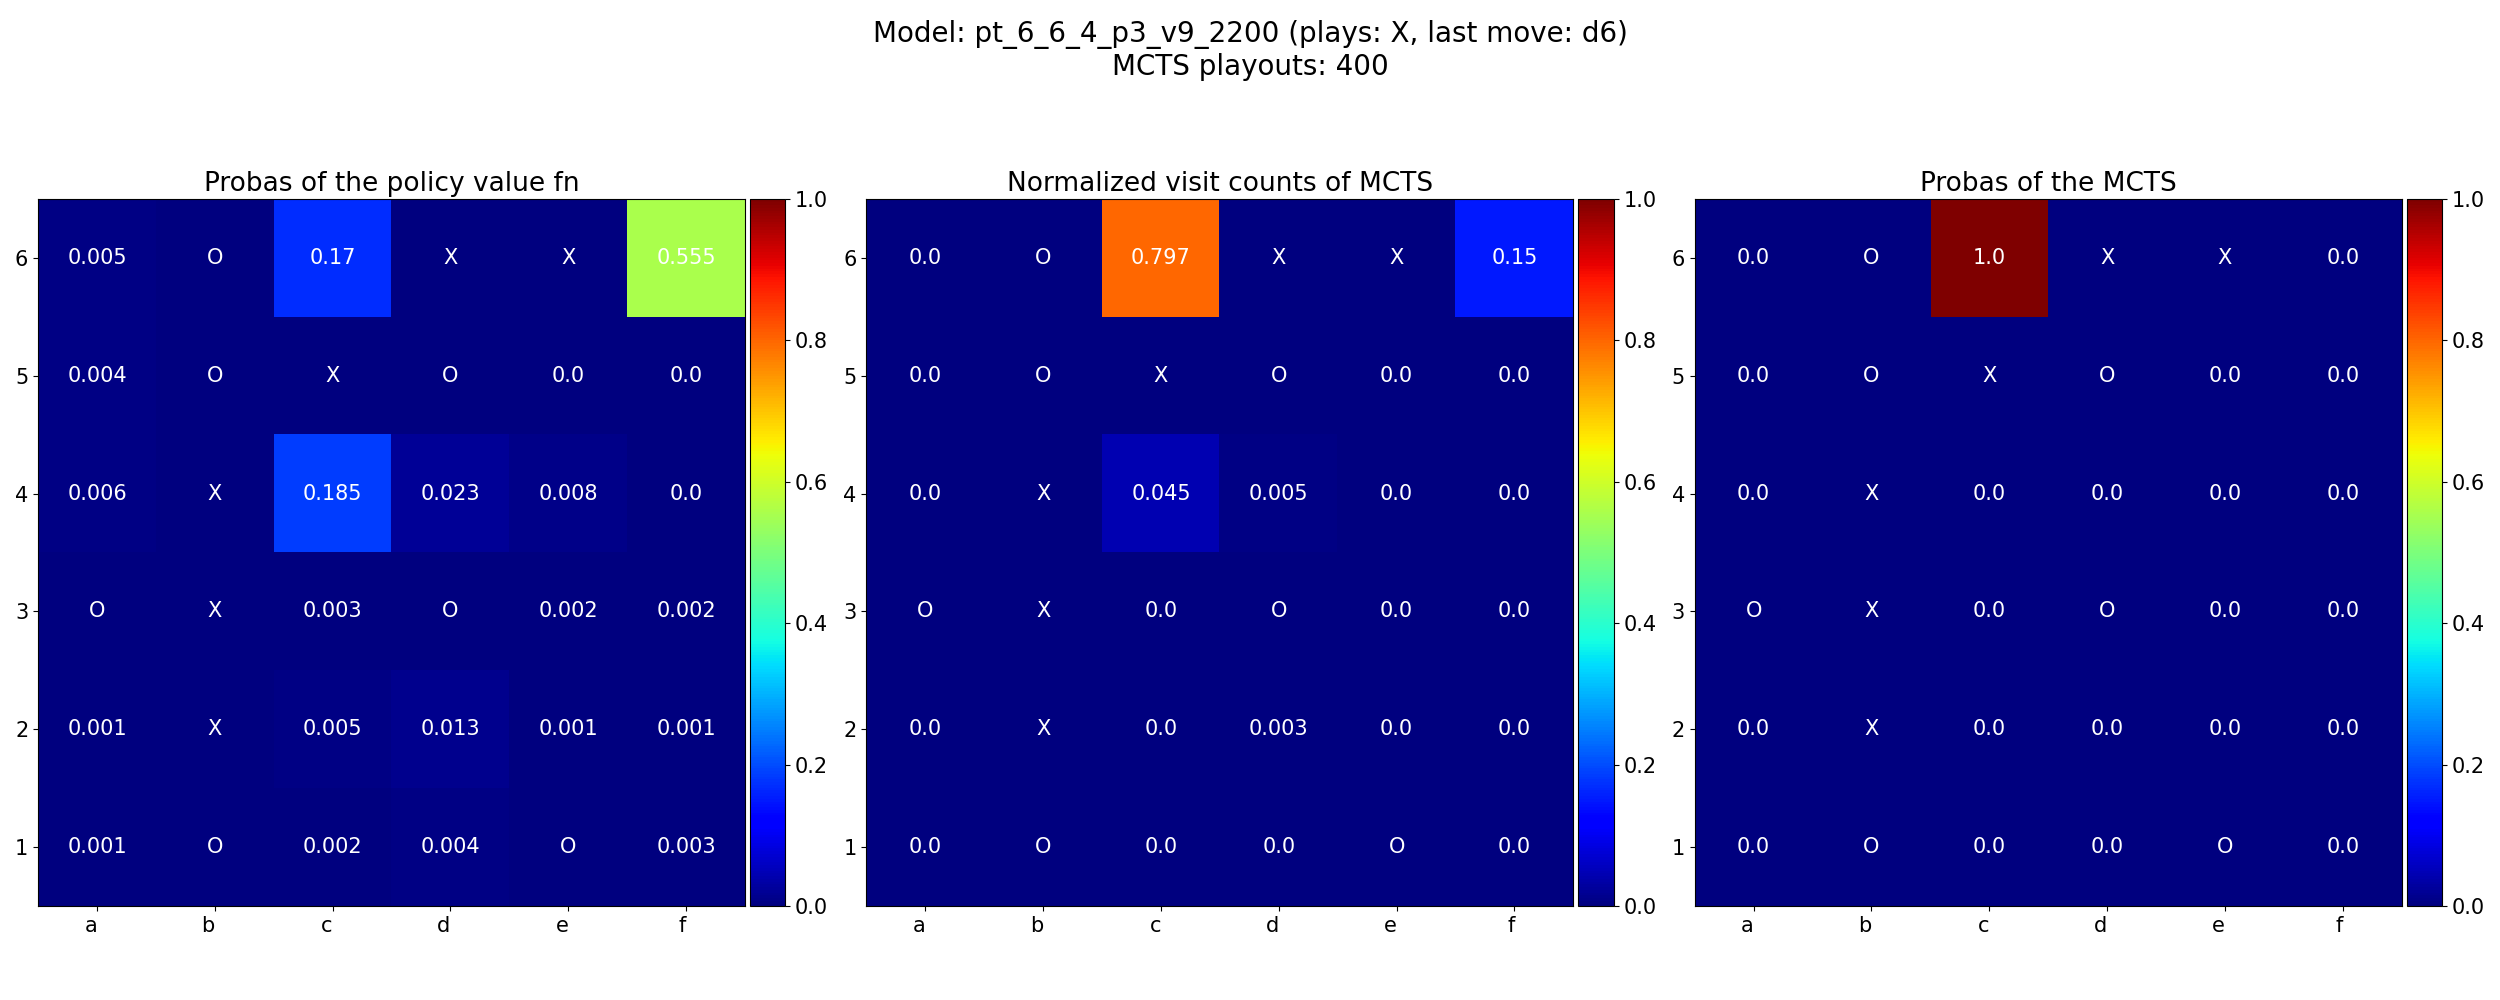 Model: pt_6_6_4_p3_v9_2200 (plays: X, last move: d6)
MCTS playouts: 400
Probas of the policy value fn
6 0.005 O 0.17 X X 0.555
5 0.004 O X O 0.0 0.0
4 0.006 X 0.185 0.023 0.008 0.0
3 O X 0.003 O 0.002 0.002
2 0.001 X 0.005 0.013 0.001 0.001
1 0.001 O 0.002 0.004 O 0.003
a b c d e f
1.0
0.8
0.6
0.4
0.2
0.0
Normalized visit counts of MCTS
6 0.0 O 0.797 X X 0.15
5 0.0 O X O 0.0 0.0
4 0.0 X 0.045 0.005 0.0 0.0
3 O X 0.0 O 0.0 0.0
2 0.0 X 0.0 0.003 0.0 0.0
1 0.0 O 0.0 0.0 O 0.0
a b c d e f
1.0
0.8
0.6
0.4
0.2
0.0
Probas of the MCTS
6 0.0 O 1.0 X X 0.0
5 0.0 O X O 0.0 0.0
4 0.0 X 0.0 0.0 0.0 0.0
3 O X 0.0 O 0.0 0.0
2 0.0 X 0.0 0.0 0.0 0.0
1 0.0 O 0.0 0.0 O 0.0
a b c d e f
1.0
0.8
0.6
0.4
0.2
0.0